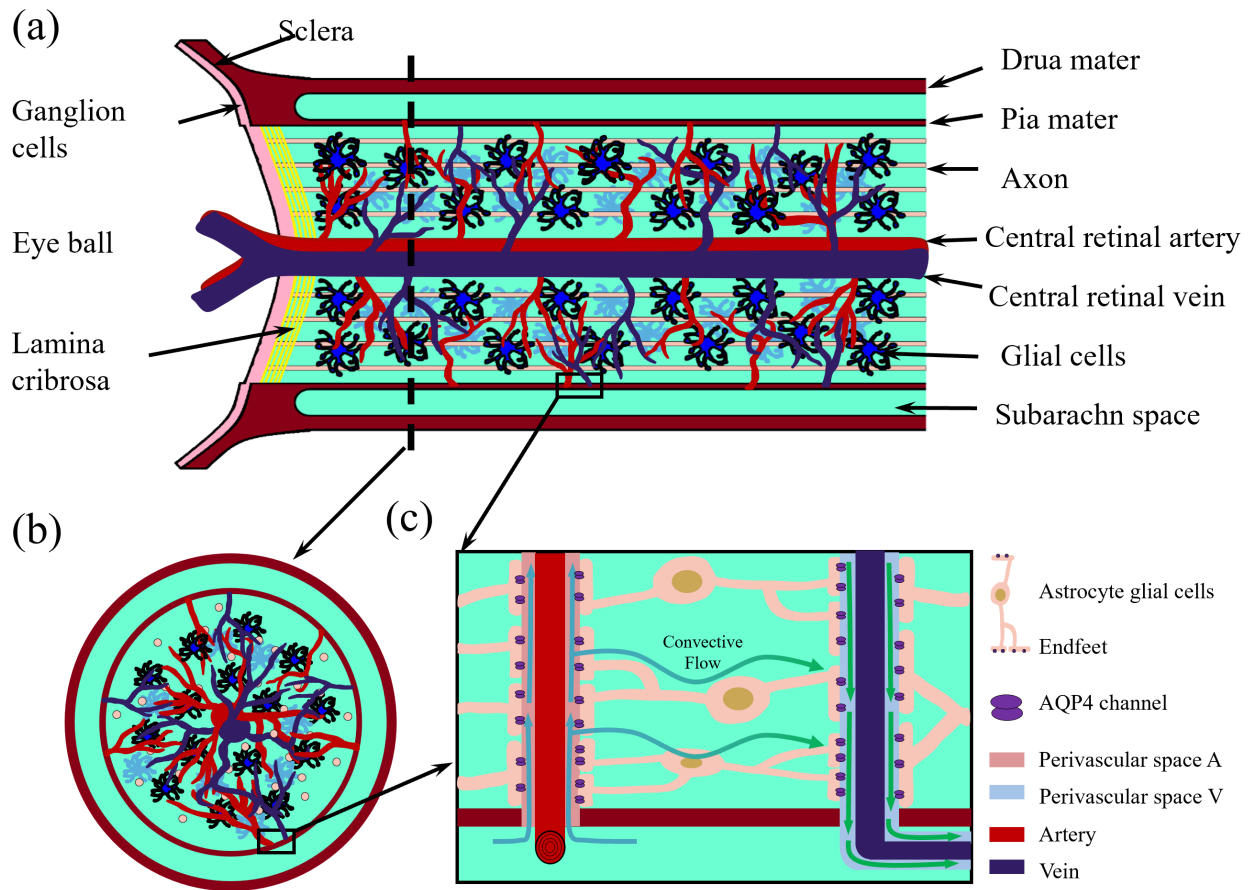 (a)
Sclera
Ganglion
cells
Eye ball
Lamina
cribrosa
Drua mater
Pia mater
Axon
Central retinal artery
Central retinal vein
Glial cells
Subarachn space
(b)
(c)
Convective
Flow
Astrocyte glial cells
Endfeet
AQP4 channel
Perivascular space A
Perivascular space V
Artery
Vein